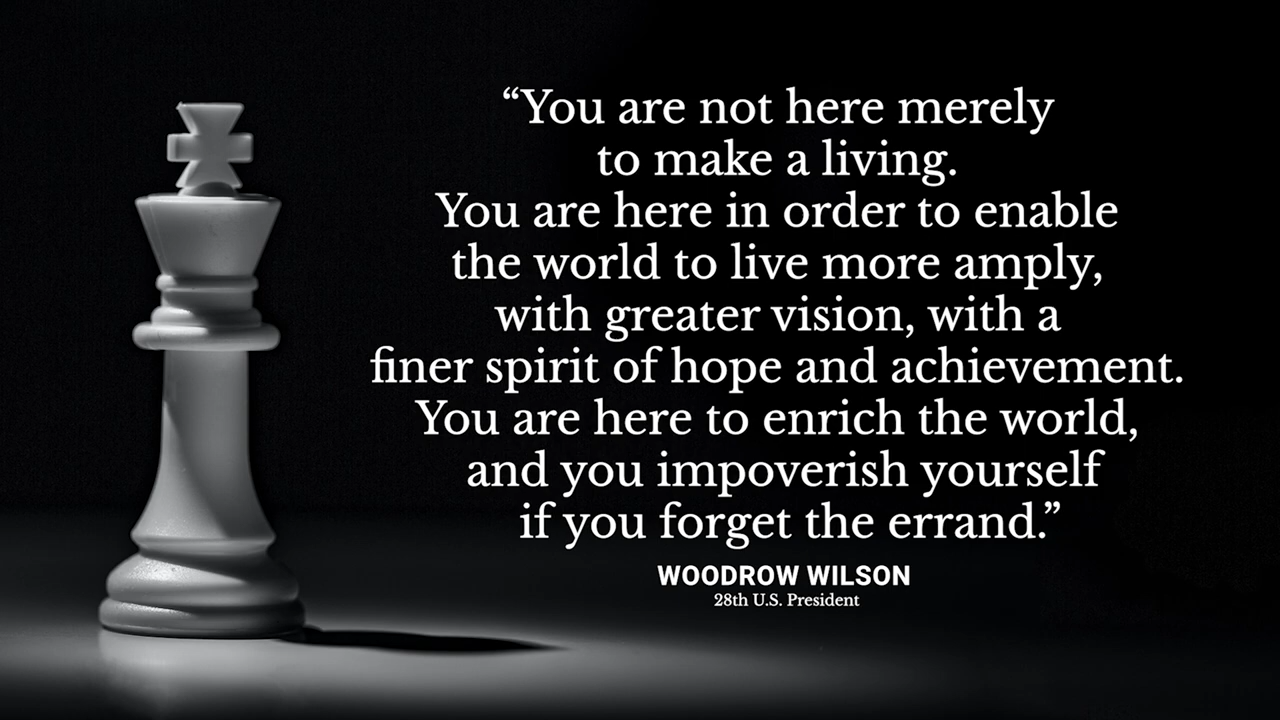 “You are not here merely
to make a living.
You are here in order to enable
the world to live more amply,
with greater vision, with a
finer spirit of hope and achievement.
You are here to enrich the world,
and you impoverish yourself
if you forget the errand.”
WOODROW WILSON
28th U.S. President